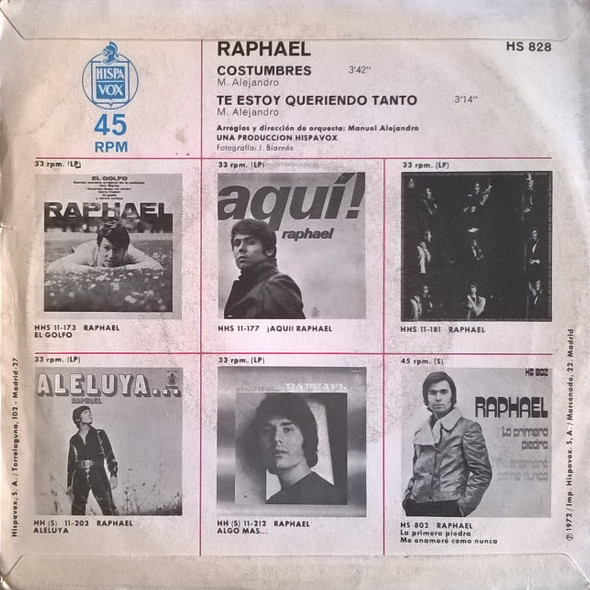 HISPA
VOX
45
RPM
RAPHAEL
HS 828
COSTUMBRES 3'42"
M. Alejandro
TE ESTOY QUERIENDO TANTO 3'14"
M. Alejandro
Arreglos y dirección de orquesta: Manuel Alejandro
UNA PRODUCCION HISPAVOX
Fotografía: J. Biarnés
33 rpm. (LP)
EL GOLFO
RAPHAEL
HHS 11-173 RAPHAEL
EL GOLFO
33 rpm. (LP)
aquí!
raphael
HHS 11-177 ¡AQUI! RAPHAEL
33 rpm. (LP)
HHS 11-181 RAPHAEL
33 rpm. (LP)
ALELUYA...
RAPHAEL
HH (S) 11-203 RAPHAEL
ALELUYA
33 rpm. (LP)
RAPHAEL
HH (S) 11-212 RAPHAEL
ALGO MAS...
45 rpm. (S)
HS 802
RAPHAEL
La primera
piedra
Me enamoré
como nunca
HS 802 RAPHAEL
La primera piedra
Me enamoré como nunca
Hispavox, S. A. / Torrelaguna, 102 - Madrid-27
℗ 1972 / Imp. Hispavox, S. A. / Marcenado, 22. Madrid